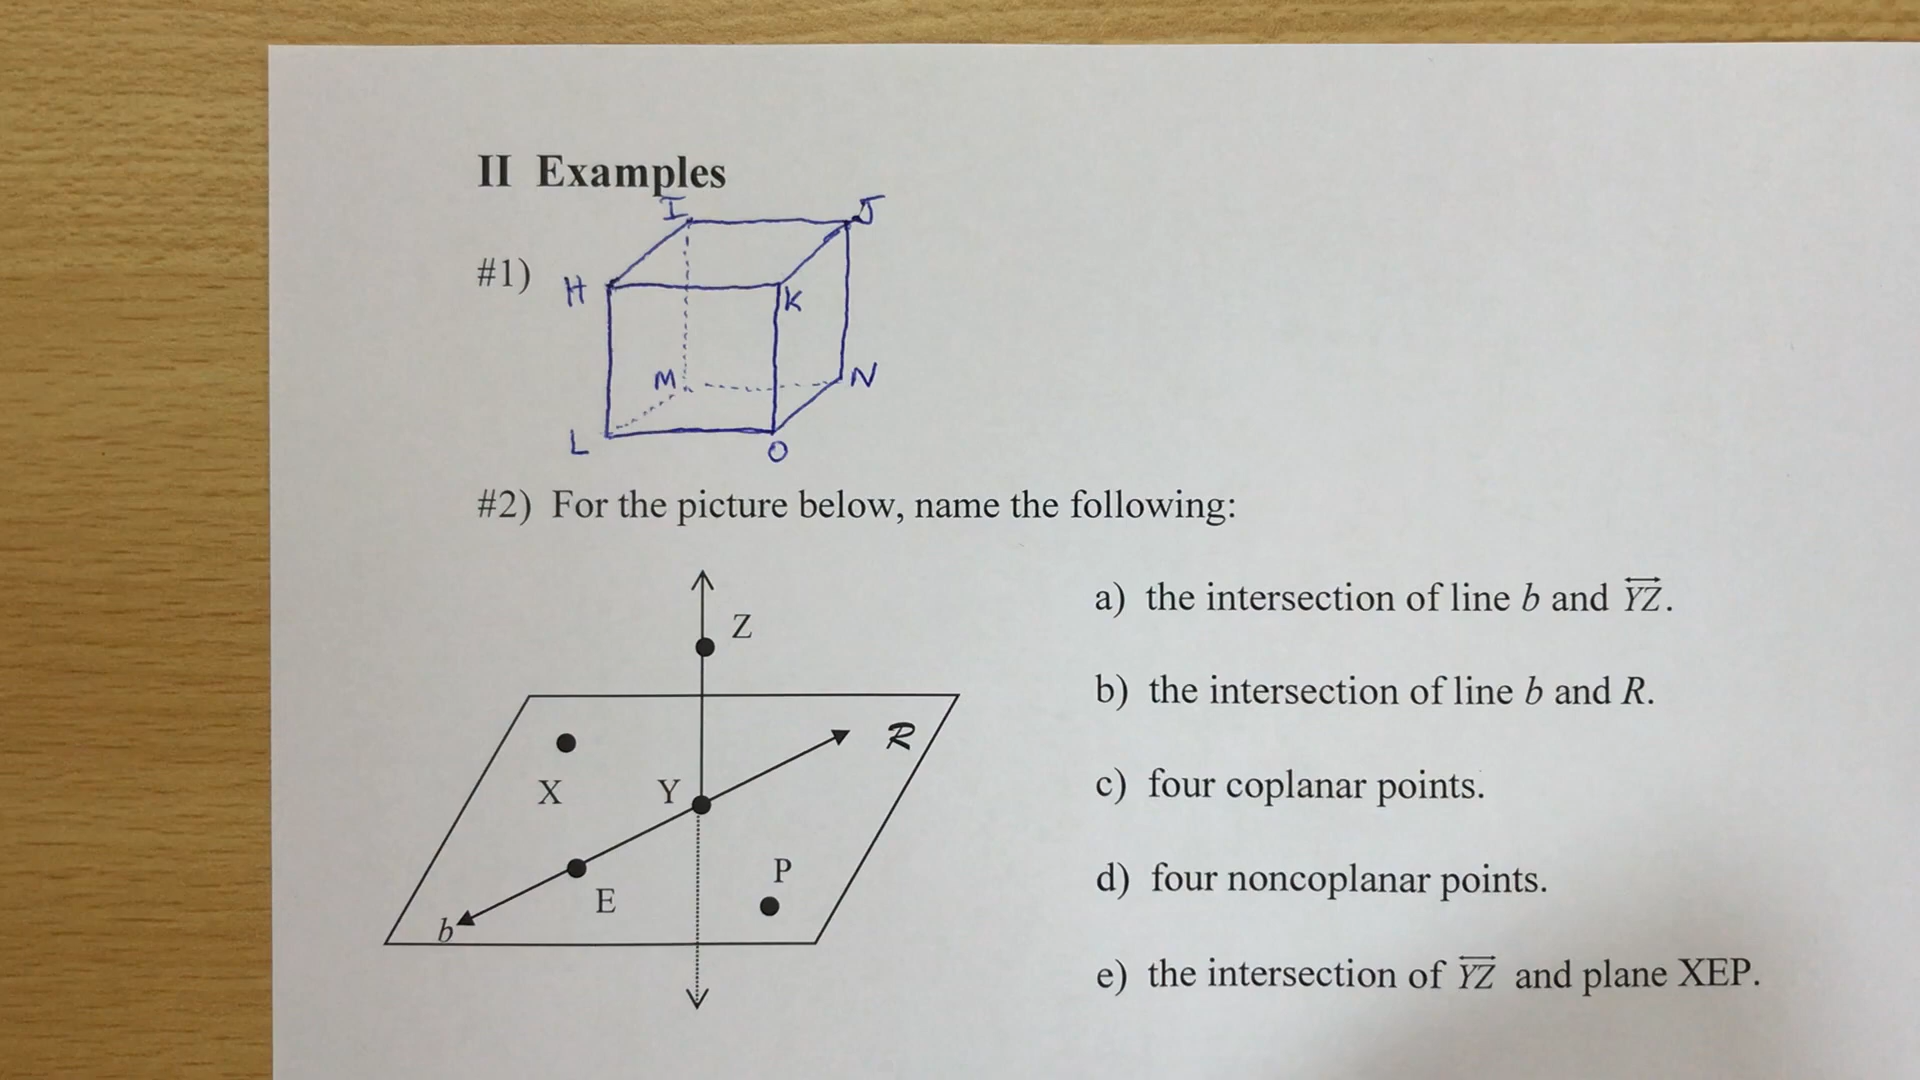 II Examples
#1)
I J
H K
M N
L O
#2) For the picture below, name the following:
Z
X Y R
E P
b
a) the intersection of line b and YZ.
b) the intersection of line b and R.
c) four coplanar points.
d) four noncoplanar points.
e) the intersection of YZ and plane XEP.